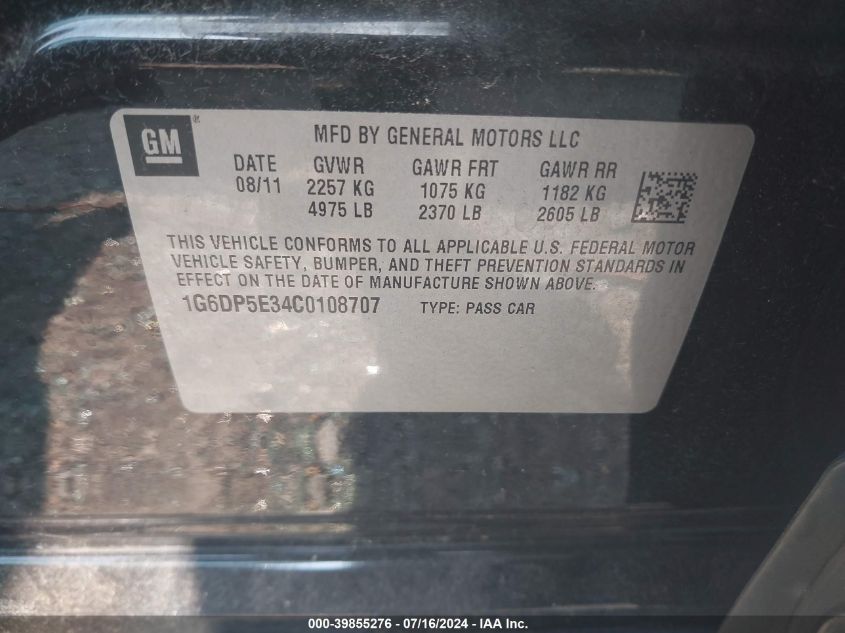 GM ®
MFD BY GENERAL MOTORS LLC
DATE GVWR GAWR FRT GAWR RR
08/11 2257 KG 1075 KG 1182 KG
4975 LB 2370 LB 2605 LB
THIS VEHICLE CONFORMS TO ALL APPLICABLE U.S. FEDERAL MOTOR
VEHICLE SAFETY, BUMPER, AND THEFT PREVENTION STANDARDS IN
EFFECT ON THE DATE OF MANUFACTURE SHOWN ABOVE.
1G6DP5E34C0108707 TYPE: PASS CAR
000-39855276 - 07/16/2024 - IAA Inc.